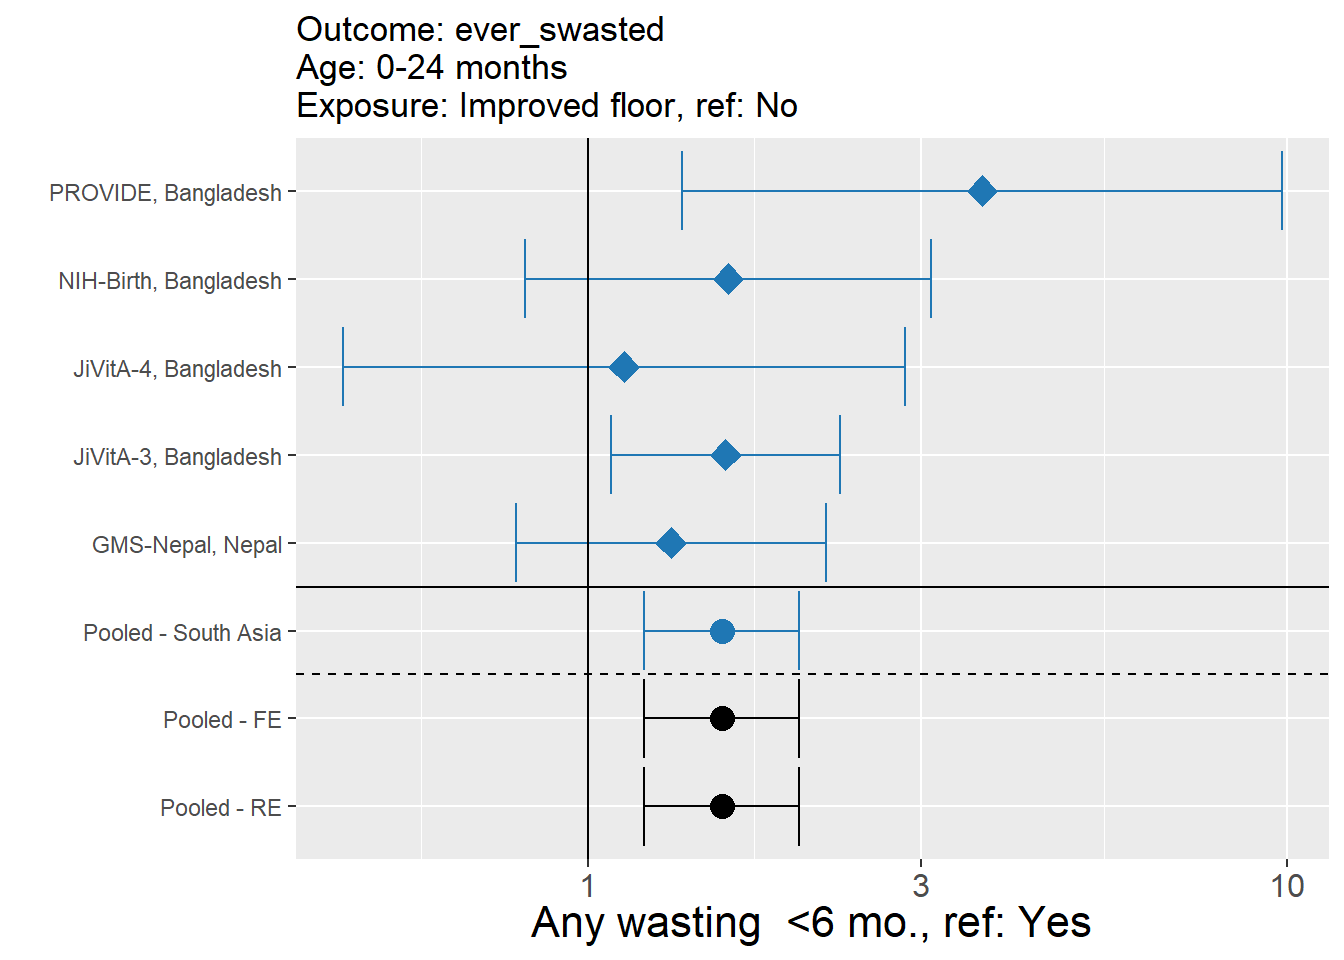 Outcome: ever_swasted
Age: 0-24 months
Exposure: Improved floor, ref: No
PROVIDE, Bangladesh
NIH-Birth, Bangladesh
JiVitA-4, Bangladesh
JiVitA-3, Bangladesh
GMS-Nepal, Nepal
Pooled - South Asia
Pooled - FE
Pooled - RE
1 3 10
Any wasting  <6 mo., ref: Yes